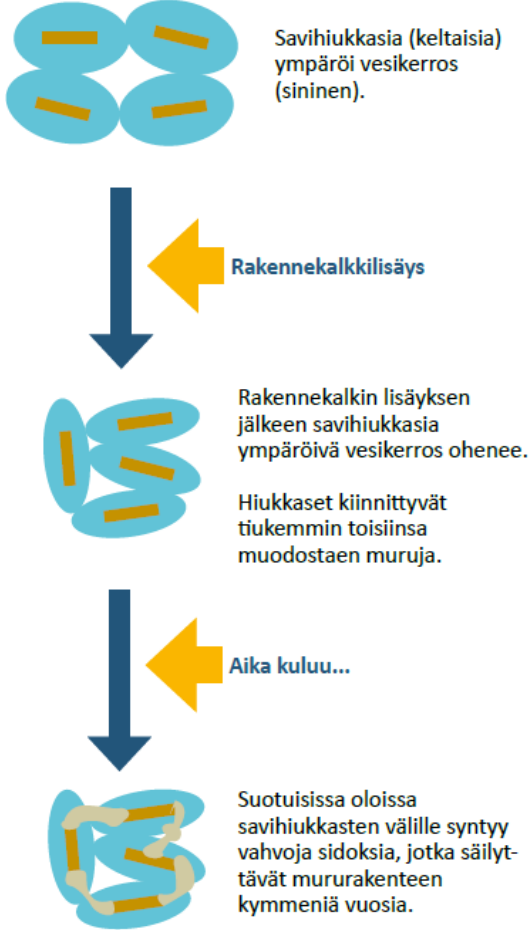 Savihiukkasia (keltaisia)
ympäröi vesikerros
(sininen).
Rakennekalkkilisäys
Rakennekalkin lisäyksen
jälkeen savihiukkasia
ympäröivä vesikerros ohenee.
Hiukkaset kiinnittyvät
tiukemmin toisiinsa
muodostaen muruja.
Aika kuluu...
Suotuisissa oloissa
savihiukkasten välille syntyy
vahvoja sidoksia, jotka säilyt-
tävät mururakenteen
kymmeniä vuosia.